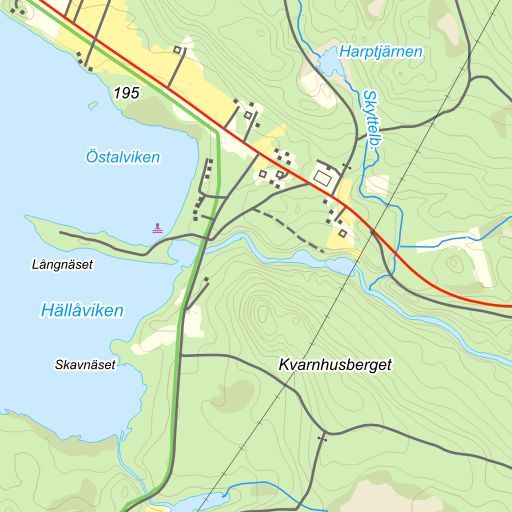 Harptjärnen
195
Skyttelb.
Östalviken
Långnäset
Hällåviken
Skavnäset
Kvarnhusberget